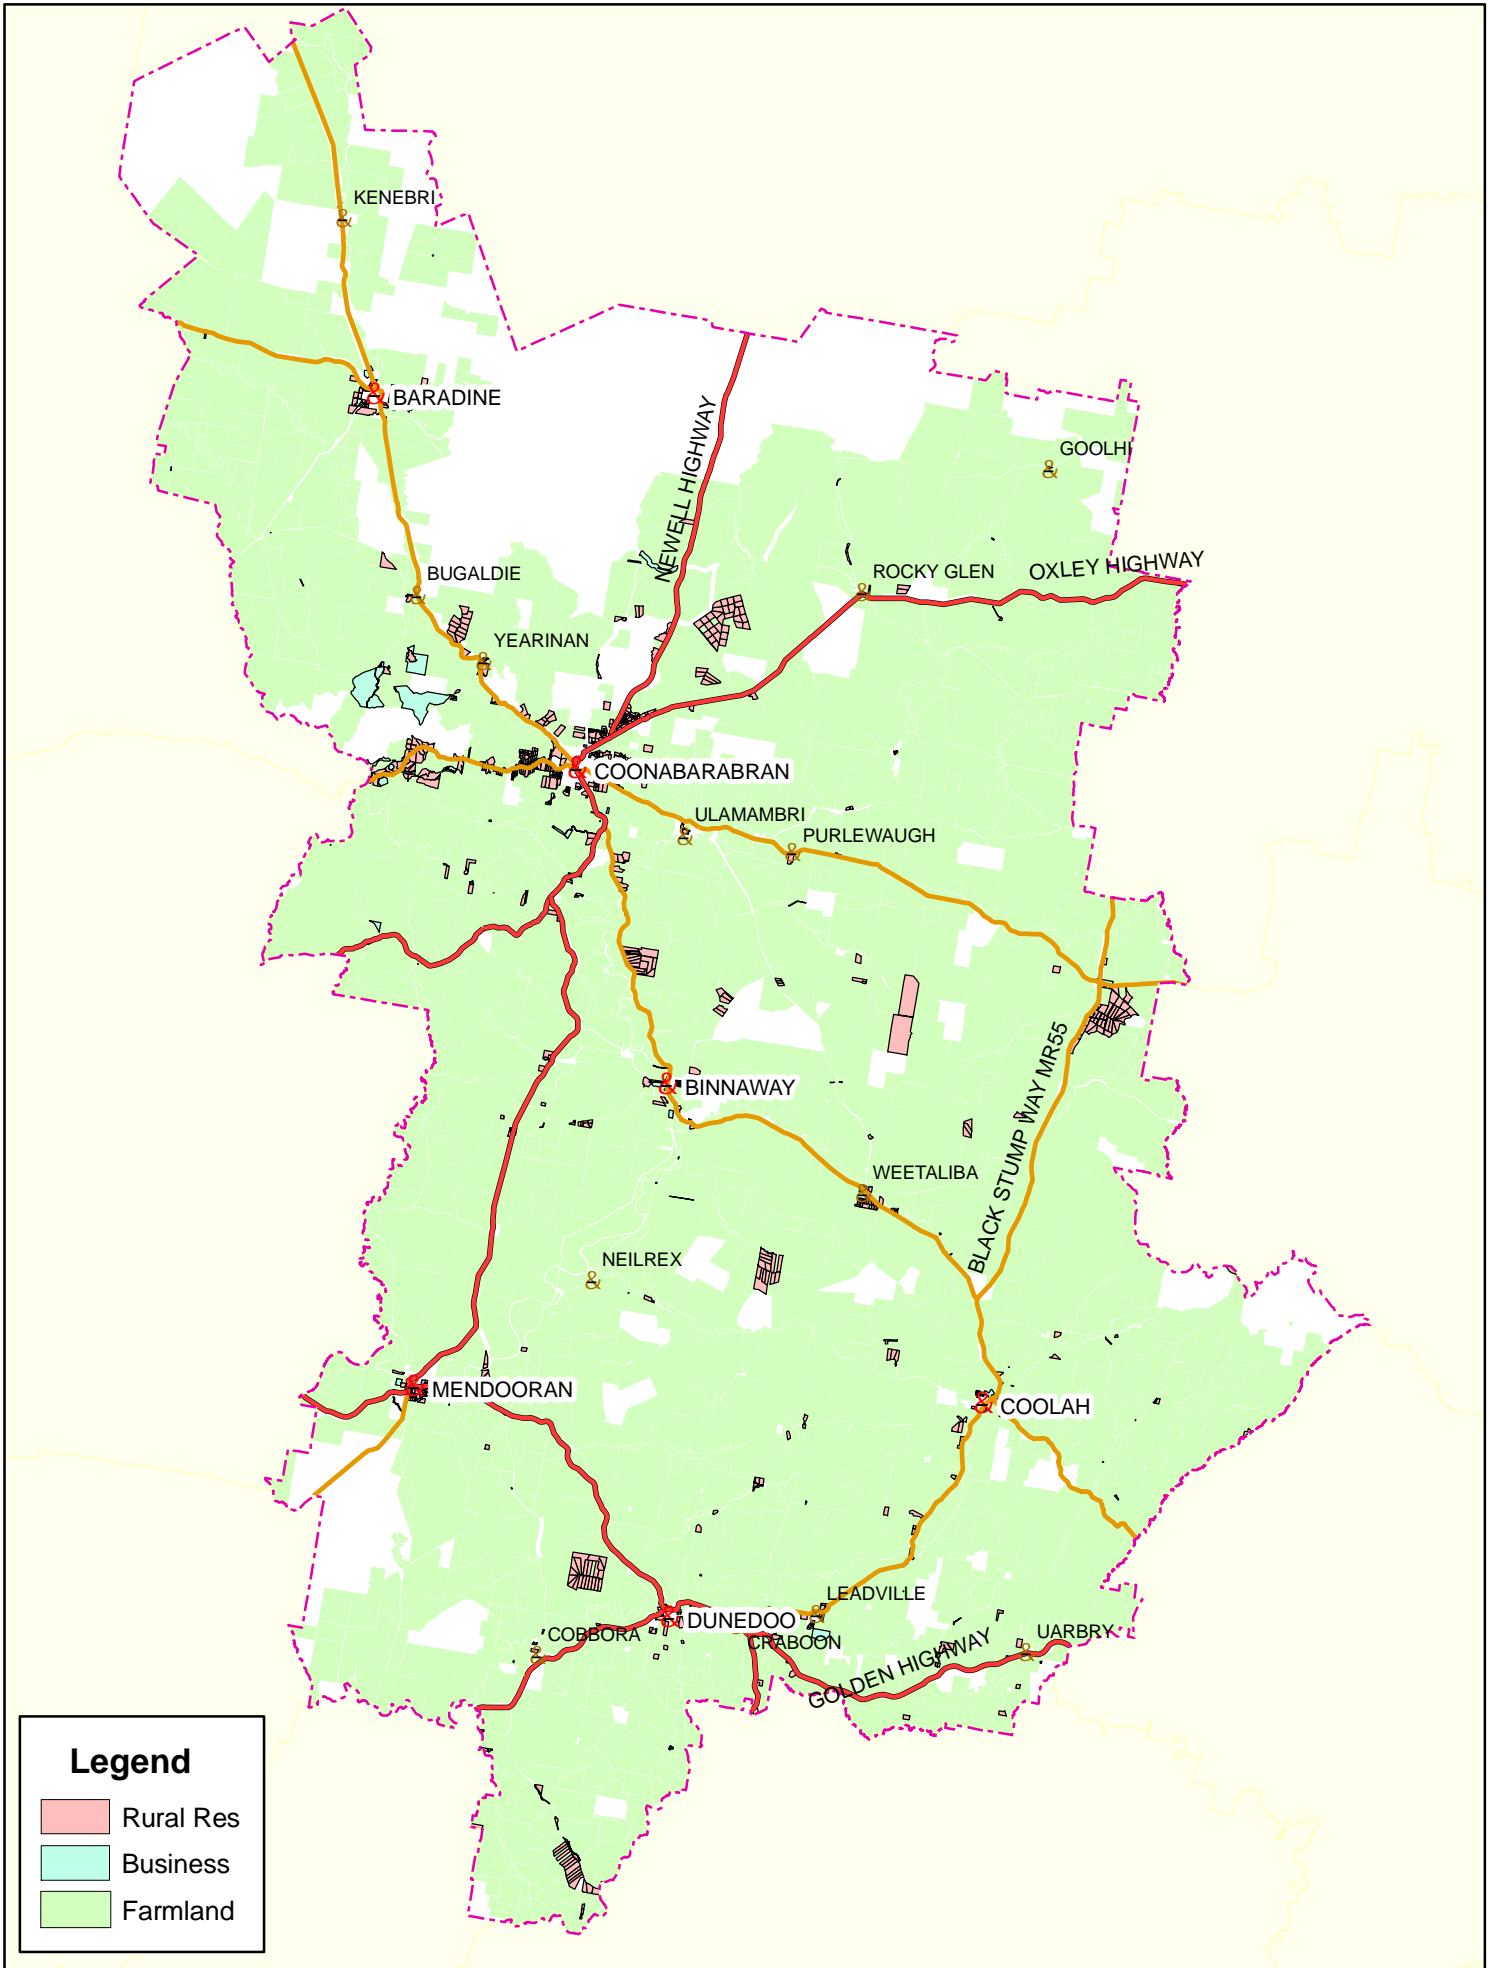 KENEBRI
BARADINE
NEWELL HIGHWAY
GOOLHI
BUGALDIE
ROCKY GLEN
OXLEY HIGHWAY
YEARINAN
COONABARABRAN
ULAMAMBRI
PURLEWAUGH
BLACK STUMP WAY MR55
BINNAWAY
WEETALIBA
NEILREX
MENDOORAN
COOLAH
LEADVILLE
DUNEDOO
COBBORA
CRABOON
UARBRY
GOLDEN HIGHWAY
Legend
Rural Res
Business
Farmland